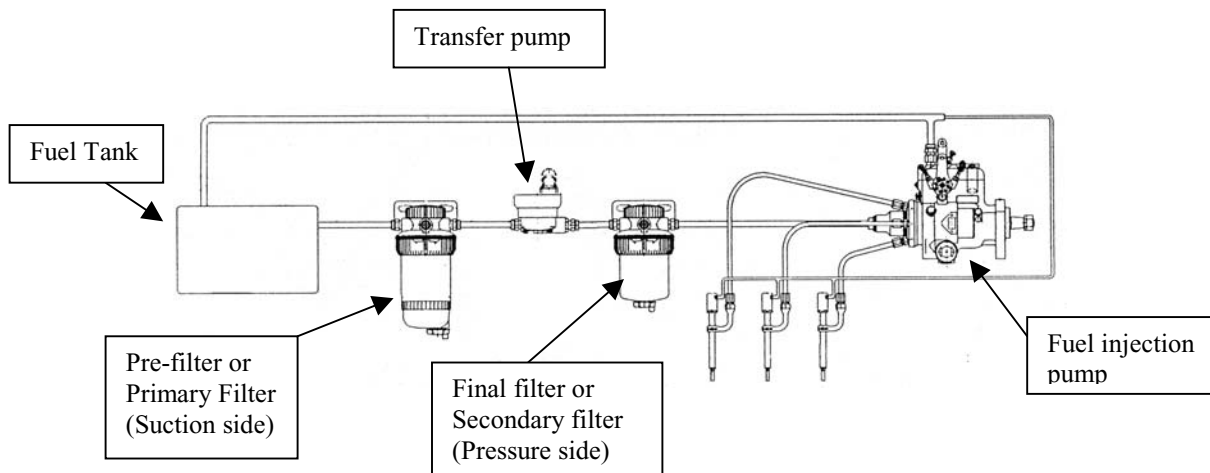 Transfer pump
Fuel Tank
Pre-filter or
Primary Filter
(Suction side)
Final filter or
Secondary filter
(Pressure side)
Fuel injection
pump